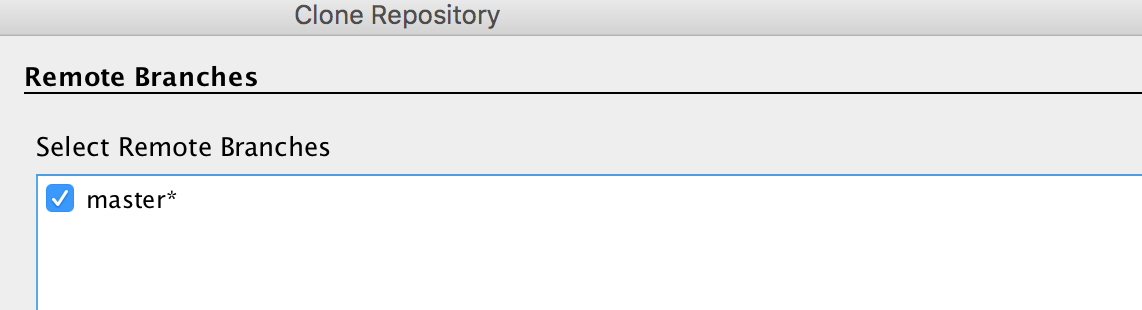 Clone Repository
Remote Branches
Select Remote Branches
master*